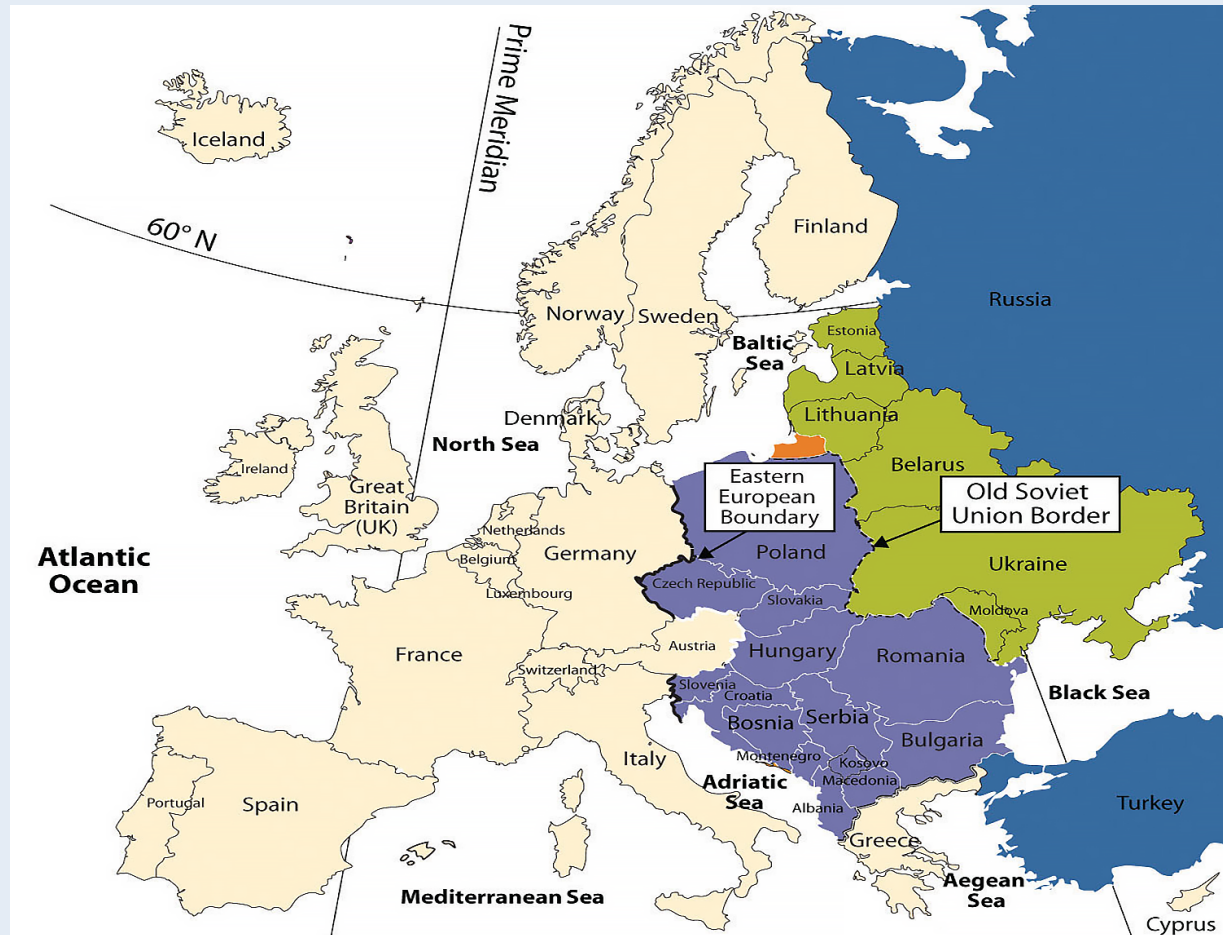 Iceland
Prime Meridian
60° N
Finland
Russia
Norway
Sweden
Baltic
Sea
Estonia
Latvia
Lithuania
Denmark
North Sea
Ireland
Great
Britain
(UK)
Belarus
Eastern
European
Boundary
Old Soviet
Union Border
Netherlands
Belgium
Germany
Luxembourg
Poland
Ukraine
Atlantic
Ocean
Czech Republic
Slovakia
Moldova
Austria
Hungary
Romania
France
Switzerland
Slovenia
Croatia
Black Sea
Bosnia
Serbia
Bulgaria
Italy
Montenegro
Kosovo
Macedonia
Adriatic
Sea
Albania
Portugal
Spain
Turkey
Greece
Mediterranean Sea
Aegean
Sea
Cyprus